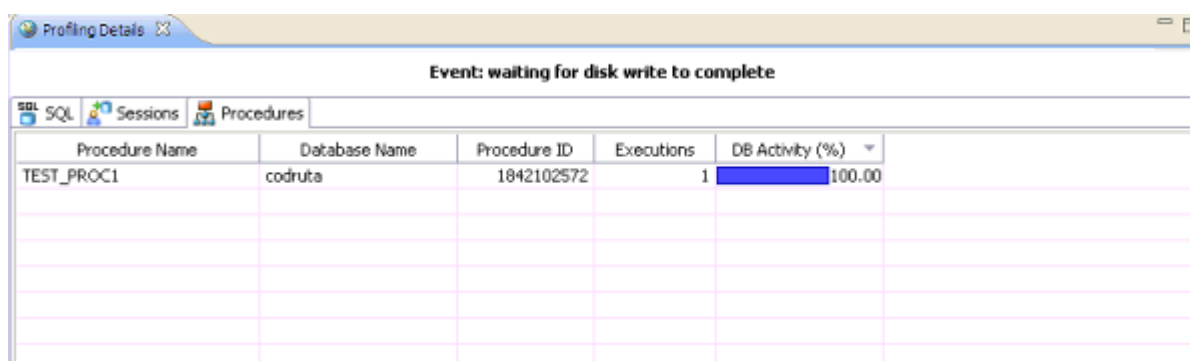 Profiling Details
Event: waiting for disk write to complete
SQL SQL Sessions Procedures
Procedure Name Database Name Procedure ID Executions DB Activity (%)
TEST_PROC1 codruta 1842102572 1 100.00